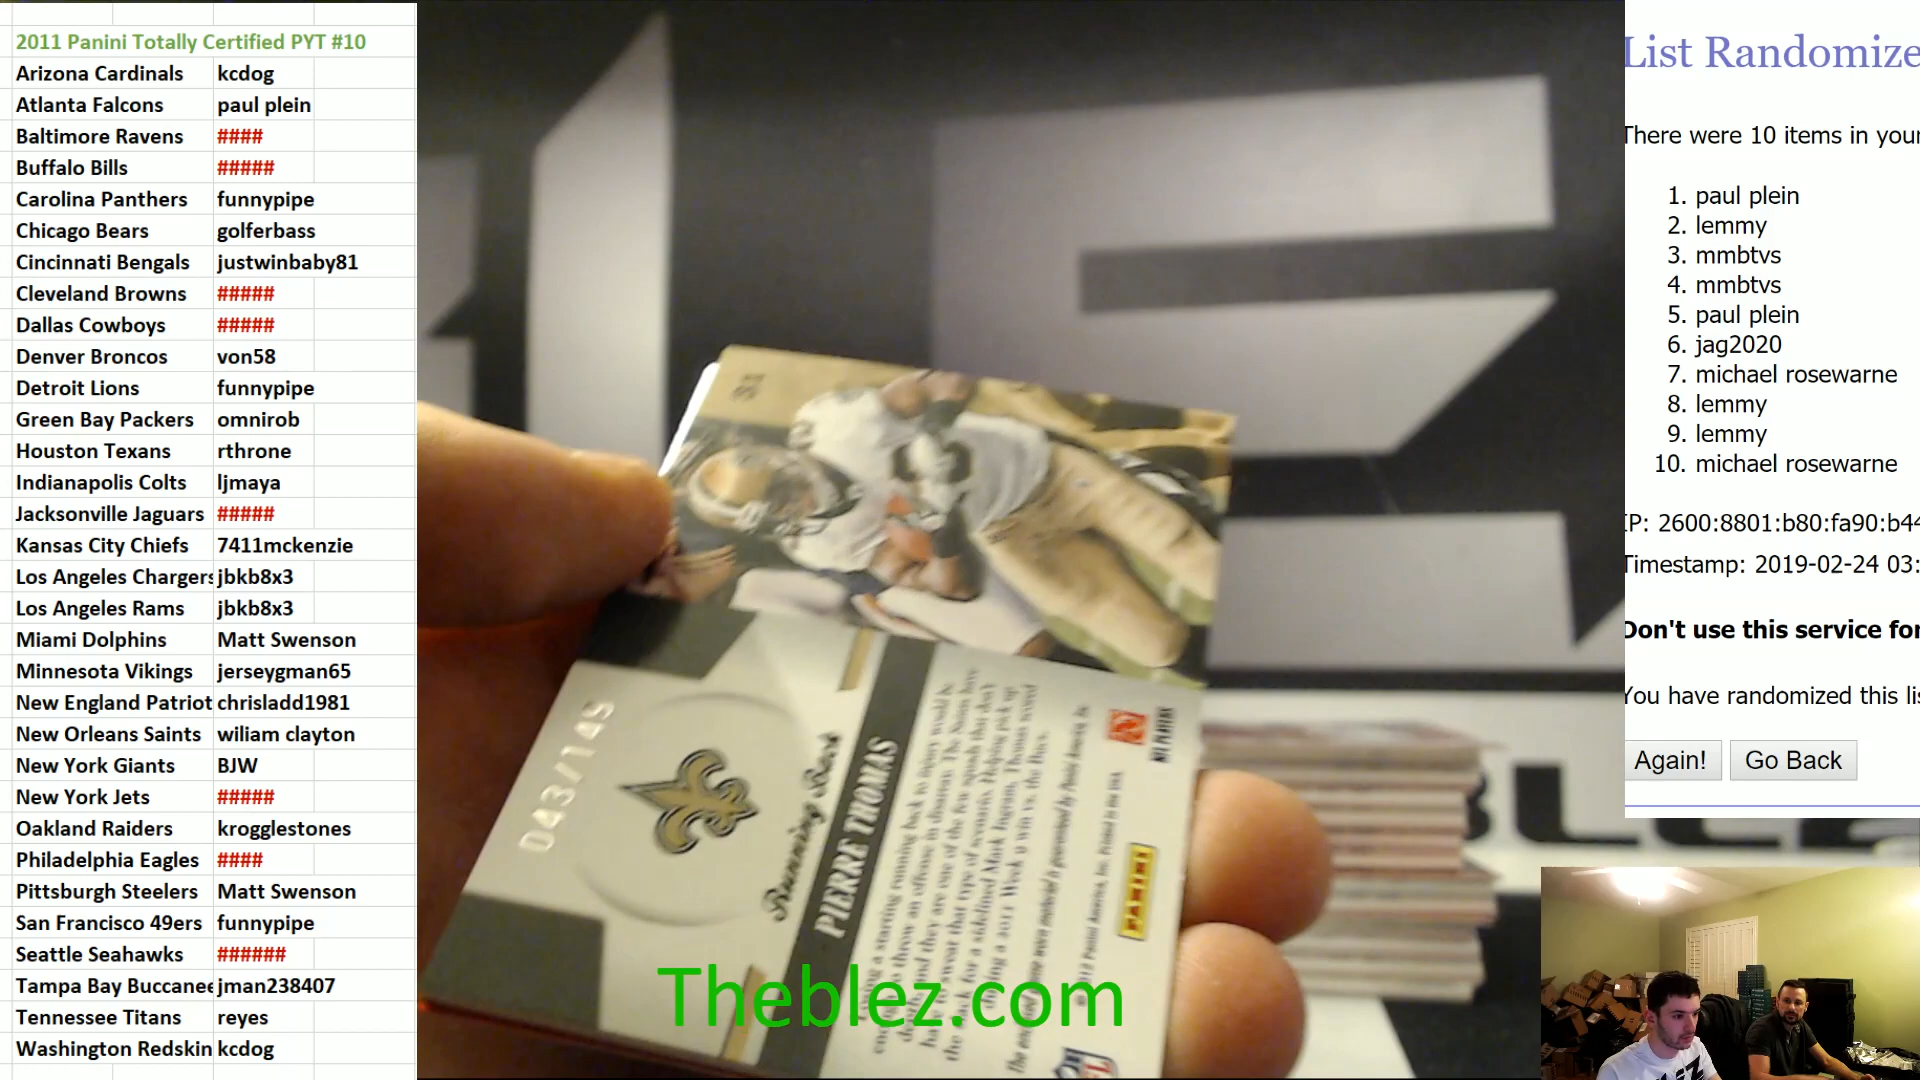 2011 Panini Totally Certified PYT #10
Arizona Cardinals kcdog
Atlanta Falcons paul plein
Baltimore Ravens ####
Buffalo Bills #####
Carolina Panthers funnypipe
Chicago Bears golferbass
Cincinnati Bengals justwinbaby81
Cleveland Browns #####
Dallas Cowboys #####
Denver Broncos von58
Detroit Lions funnypipe
Green Bay Packers omnirob
Houston Texans rthrone
Indianapolis Colts ljmaya
Jacksonville Jaguars #####
Kansas City Chiefs 7411mckenzie
Los Angeles Chargers jbkb8x3
Los Angeles Rams jbkb8x3
Miami Dolphins Matt Swenson
Minnesota Vikings jerseygman65
New England Patriot chrisladd1981
New Orleans Saints wiliam clayton
New York Giants BJW
New York Jets #####
Oakland Raiders krogglestones
Philadelphia Eagles ####
Pittsburgh Steelers Matt Swenson
San Francisco 49ers funnypipe
Seattle Seahawks ######
Tampa Bay Buccanee jman238407
Tennessee Titans reyes
Washington Redskin kcdog
043/145
Running Back
PIERRE THOMAS
NFL PLAYERS
PANINI
NFL
Theblez.com
List Randomize
There were 10 items in your
1. paul plein
2. lemmy
3. mmbtvs
4. mmbtvs
5. paul plein
6. jag2020
7. michael rosewarne
8. lemmy
9. lemmy
10. michael rosewarne
IP: 2600:8801:b80:fa90:b44
Timestamp: 2019-02-24 03:
Don't use this service for
You have randomized this lis
Again! Go Back